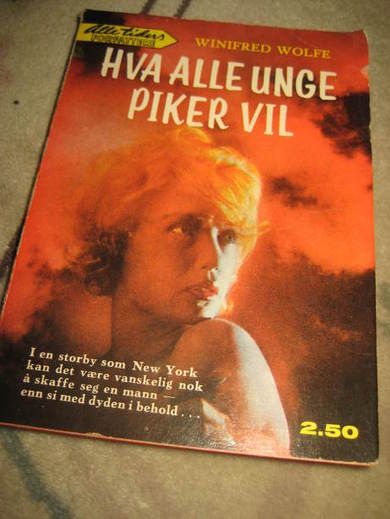 Alle tiders
WINIFRED WOLFE
HVA ALLE UNGE
PIKER VIL
I en storby som New York
kan det være vanskelig nok
å skaffe seg en mann —
enn si med dyden i behold . . .
2.50